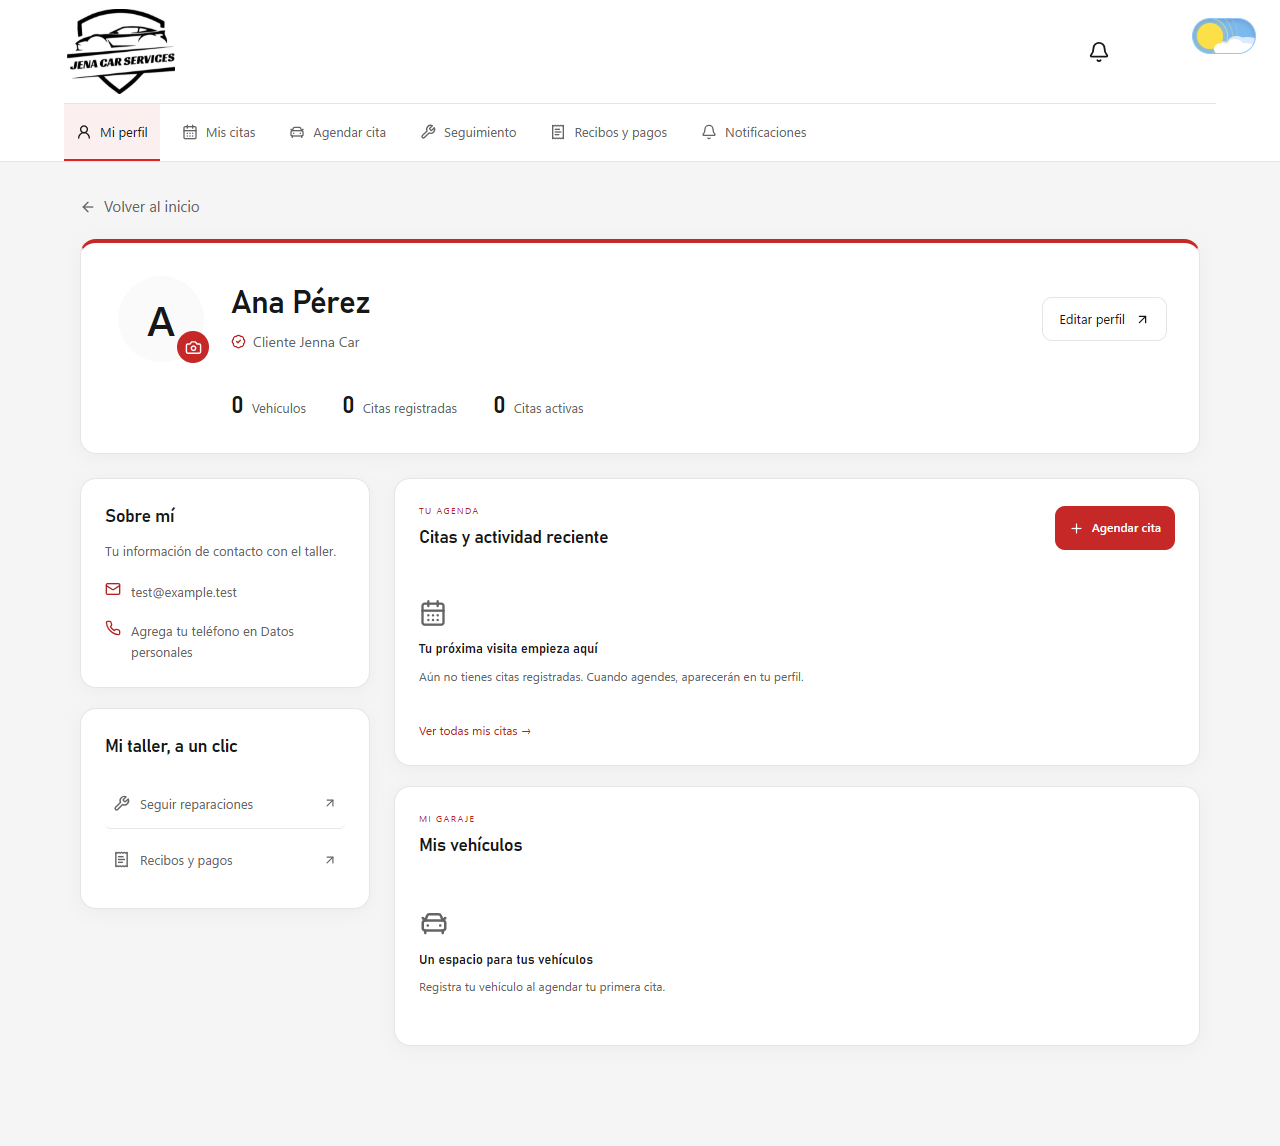 JENA CAR SERVICES
Mi perfil
Mis citas
Agendar cita
Seguimiento
Recibos y pagos
Notificaciones
Volver al inicio
A
Ana Pérez
Cliente Jenna Car
Editar perfil
0 Vehículos
0 Citas registradas
0 Citas activas
Sobre mí
Tu información de contacto con el taller.
test@example.test
Agrega tu teléfono en Datos
personales
Mi taller, a un clic
Seguir reparaciones
Recibos y pagos
TU AGENDA
Citas y actividad reciente
Agendar cita
Tu próxima visita empieza aquí
Aún no tienes citas registradas. Cuando agendes, aparecerán en tu perfil.
Ver todas mis citas →
MI GARAJE
Mis vehículos
Un espacio para tus vehículos
Registra tu vehículo al agendar tu primera cita.